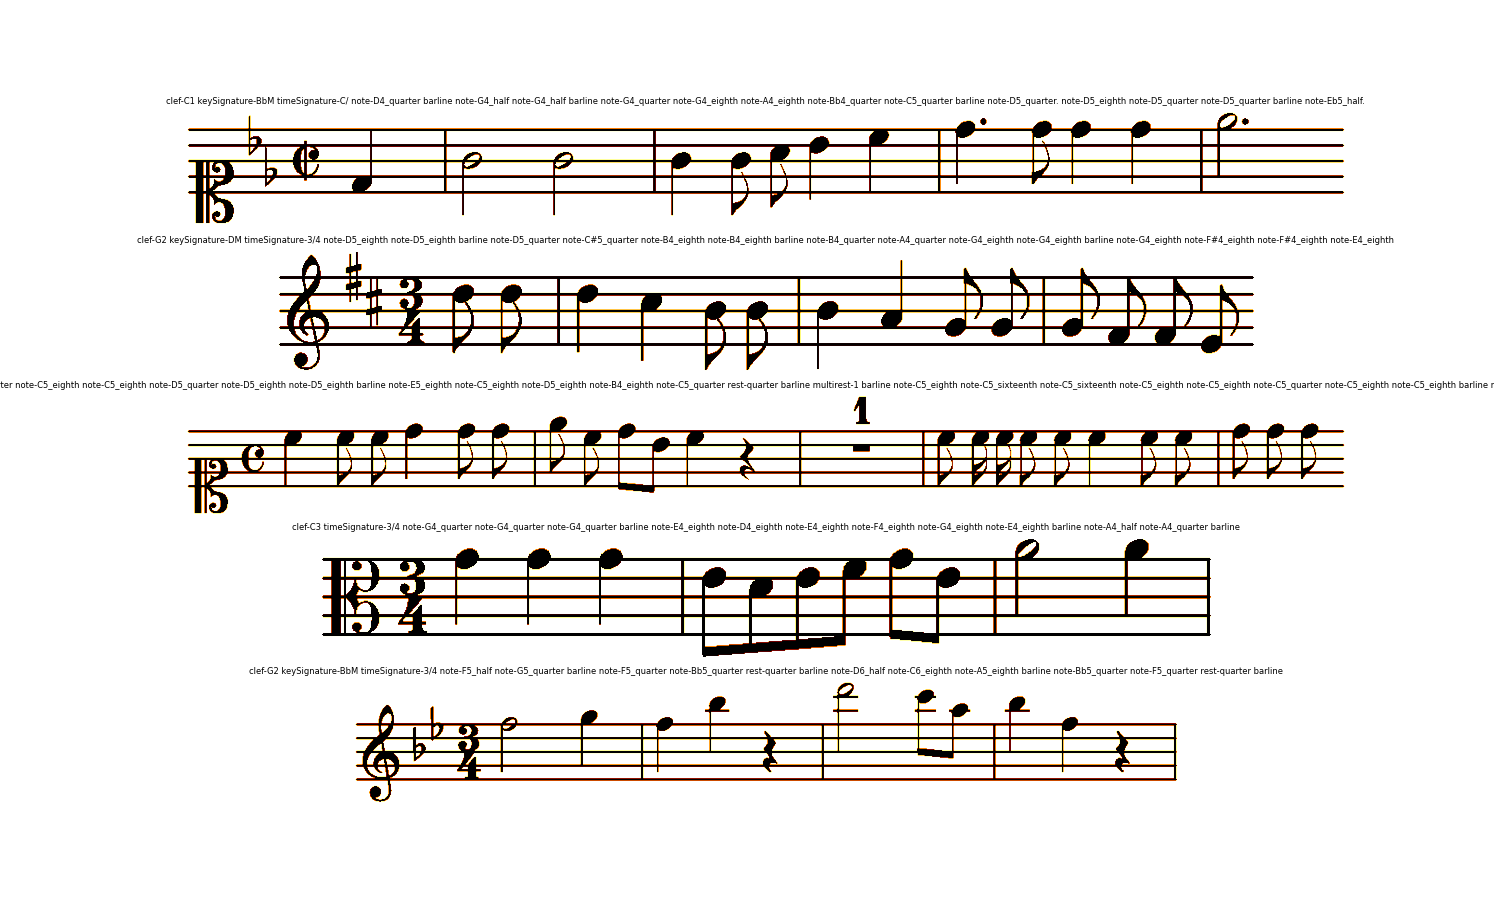 clef-C1 keySignature-BbM timeSignature-C/ note-D4_quarter barline note-G4_half note-G4_half barline note-G4_quarter note-G4_eighth note-A4_eighth note-Bb4_quarter note-C5_quarter barline note-D5_quarter. note-D5_eighth note-D5_quarter note-D5_quarter barline note-Eb5_half.
clef-G2 keySignature-DM timeSignature-3/4 note-D5_eighth note-D5_eighth barline note-D5_quarter note-C#5_quarter note-B4_eighth note-B4_eighth barline note-B4_quarter note-A4_quarter note-G4_eighth note-G4_eighth barline note-G4_eighth note-F#4_eighth note-F#4_eighth note-E4_eighth
3
4
ter note-C5_eighth note-C5_eighth note-D5_quarter note-D5_eighth note-D5_eighth barline note-E5_eighth note-C5_eighth note-D5_eighth note-B4_eighth note-C5_quarter rest-quarter barline multirest-1 barline note-C5_eighth note-C5_sixteenth note-C5_sixteenth note-C5_eighth note-C5_eighth note-C5_quarter note-C5_eighth note-C5_eighth barline
1
clef-C3 timeSignature-3/4 note-G4_quarter note-G4_quarter note-G4_quarter barline note-E4_eighth note-D4_eighth note-E4_eighth note-F4_eighth note-G4_eighth note-E4_eighth barline note-A4_half note-A4_quarter barline
3
4
clef-G2 keySignature-BbM timeSignature-3/4 note-F5_half note-G5_quarter barline note-F5_quarter note-Bb5_quarter rest-quarter barline note-D6_half note-C6_eighth note-A5_eighth barline note-Bb5_quarter note-F5_quarter rest-quarter barline
3
4